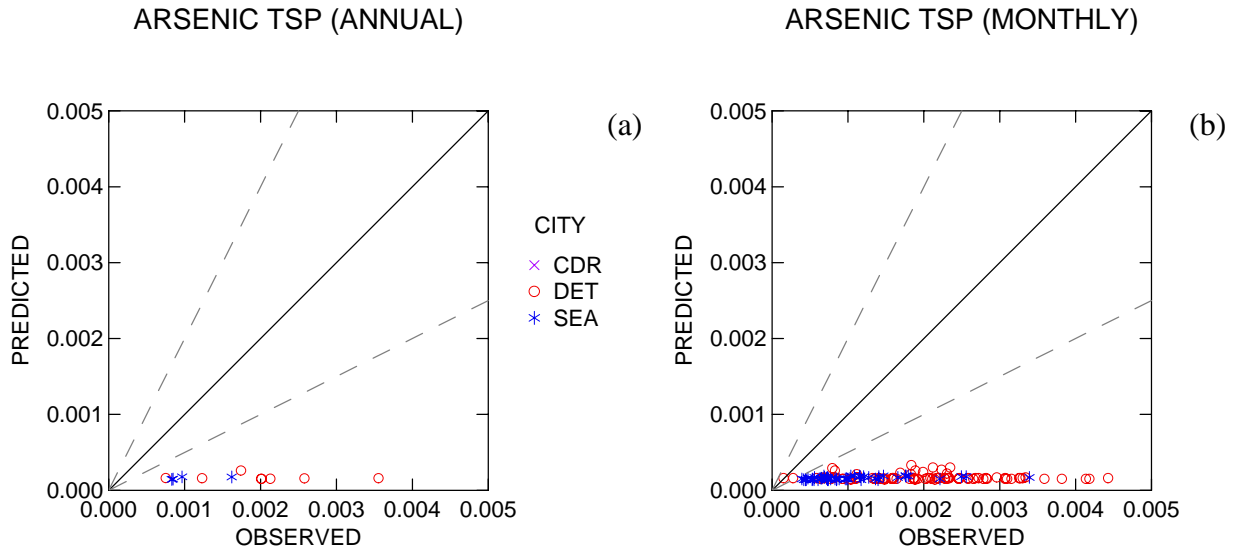 ARSENIC TSP (ANNUAL)
ARSENIC TSP (MONTHLY)
(a)
PREDICTED
0.005
0.004
0.003
0.002
0.001
0.000
0.000 0.001 0.002 0.003 0.004 0.005
OBSERVED
CITY
CDR
DET
SEA
(b)
PREDICTED
0.005
0.004
0.003
0.002
0.001
0.000
0.000 0.001 0.002 0.003 0.004 0.005
OBSERVED